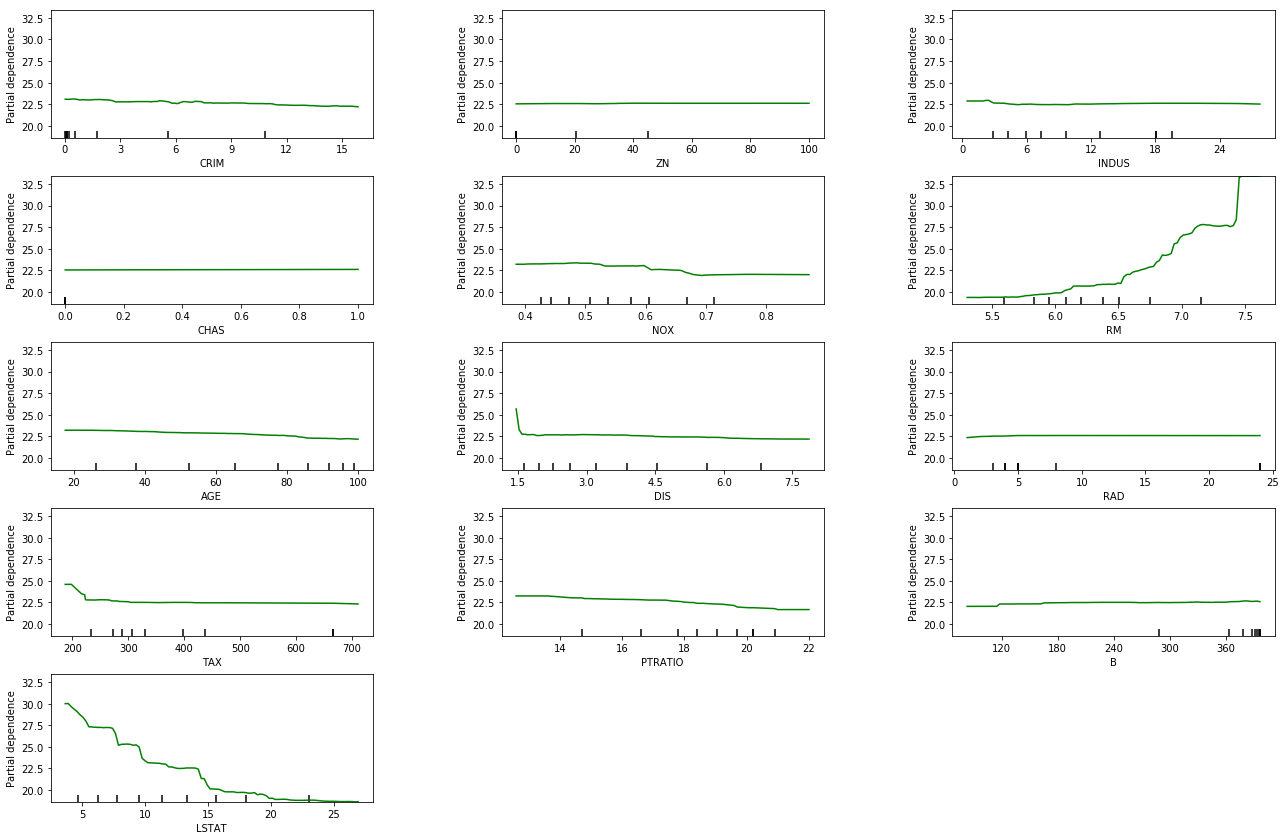 Partial dependence
32.5
30.0
27.5
25.0
22.5
20.0
0 3 6 9 12 15
CRIM
Partial dependence
32.5
30.0
27.5
25.0
22.5
20.0
0 20 40 60 80 100
ZN
Partial dependence
32.5
30.0
27.5
25.0
22.5
20.0
0 6 12 18 24
INDUS
Partial dependence
32.5
30.0
27.5
25.0
22.5
20.0
0.0 0.2 0.4 0.6 0.8 1.0
CHAS
Partial dependence
32.5
30.0
27.5
25.0
22.5
20.0
0.4 0.5 0.6 0.7 0.8
NOX
Partial dependence
32.5
30.0
27.5
25.0
22.5
20.0
5.5 6.0 6.5 7.0 7.5
RM
Partial dependence
32.5
30.0
27.5
25.0
22.5
20.0
20 40 60 80 100
AGE
Partial dependence
32.5
30.0
27.5
25.0
22.5
20.0
1.5 3.0 4.5 6.0 7.5
DIS
Partial dependence
32.5
30.0
27.5
25.0
22.5
20.0
0 5 10 15 20 25
RAD
Partial dependence
32.5
30.0
27.5
25.0
22.5
20.0
200 300 400 500 600 700
TAX
Partial dependence
32.5
30.0
27.5
25.0
22.5
20.0
14 16 18 20 22
PTRATIO
Partial dependence
32.5
30.0
27.5
25.0
22.5
20.0
120 180 240 300 360
B
Partial dependence
32.5
30.0
27.5
25.0
22.5
20.0
5 10 15 20 25
LSTAT